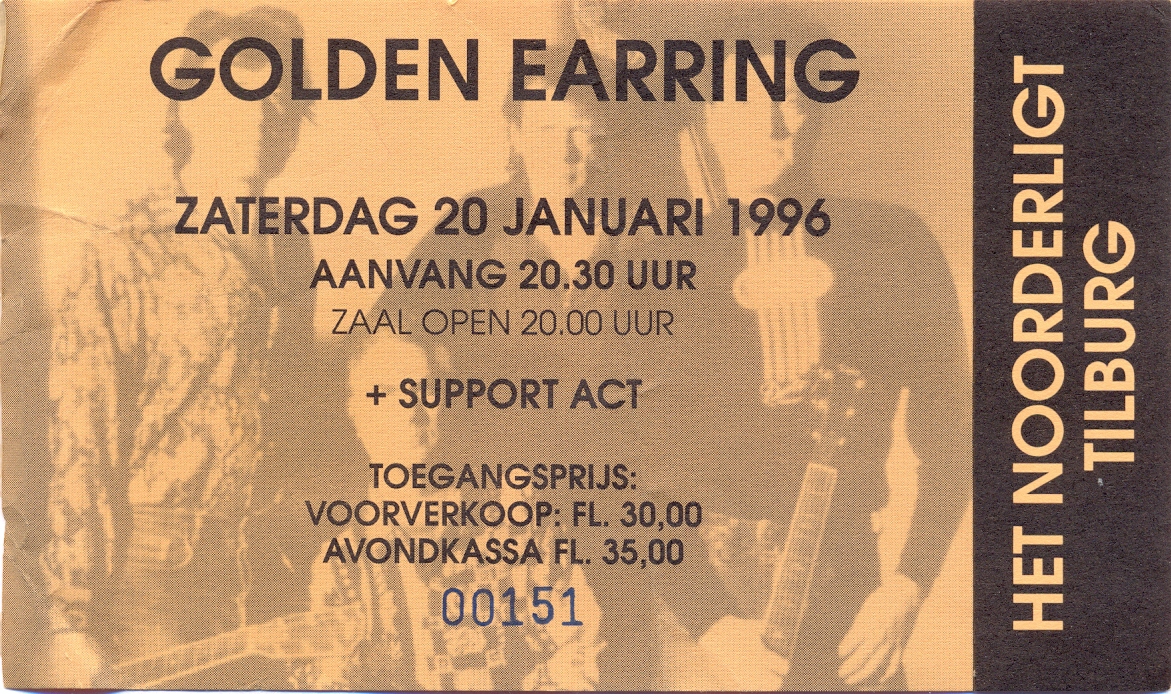 GOLDEN EARRING
ZATERDAG 20 JANUARI 1996
AANVANG 20.30 UUR
ZAAL OPEN 20.00 UUR
+ SUPPORT ACT
TOEGANGSPRIJS:
VOORVERKOOP: FL. 30,00
AVONDKASSA FL. 35,00
00151
HET NOORDERLIGT
TILBURG